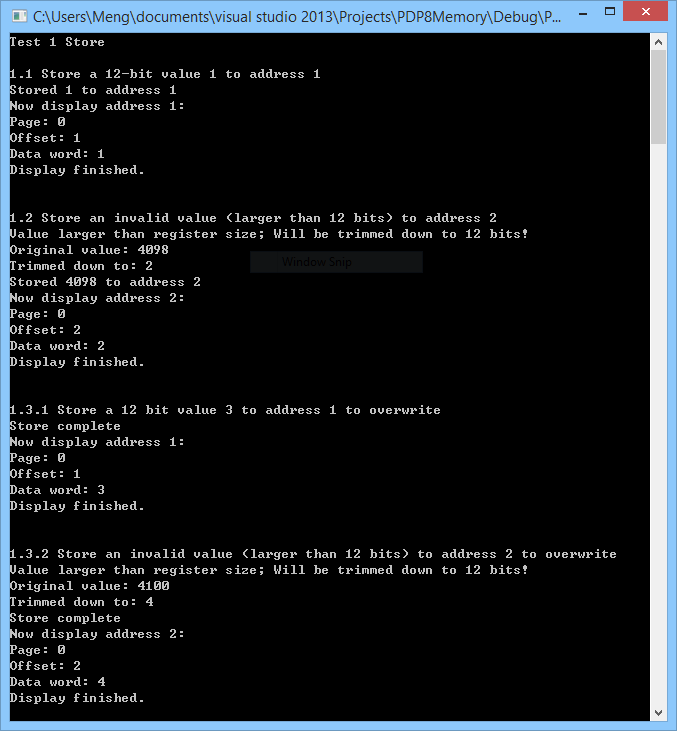 C:\Users\Meng\documents\visual studio 2013\Projects\PDP8Memory\Debug\P...
Test 1 Store
1.1 Store a 12-bit value 1 to address 1
Stored 1 to address 1
Now display address 1:
Page: 0
Offset: 1
Data word: 1
Display finished.
1.2 Store an invalid value (larger than 12 bits) to address 2
Value larger than register size; Will be trimmed down to 12 bits!
Original value: 4098
Trimmed down to: 2
Window Snip
Stored 4098 to address 2
Now display address 2:
Page: 0
Offset: 2
Data word: 2
Display finished.
1.3.1 Store a 12 bit value 3 to address 1 to overwrite
Store complete
Now display address 1:
Page: 0
Offset: 1
Data word: 3
Display finished.
1.3.2 Store an invalid value (larger than 12 bits) to address 2 to overwrite
Value larger than register size; Will be trimmed down to 12 bits!
Original value: 4100
Trimmed down to: 4
Store complete
Now display address 2:
Page: 0
Offset: 2
Data word: 4
Display finished.